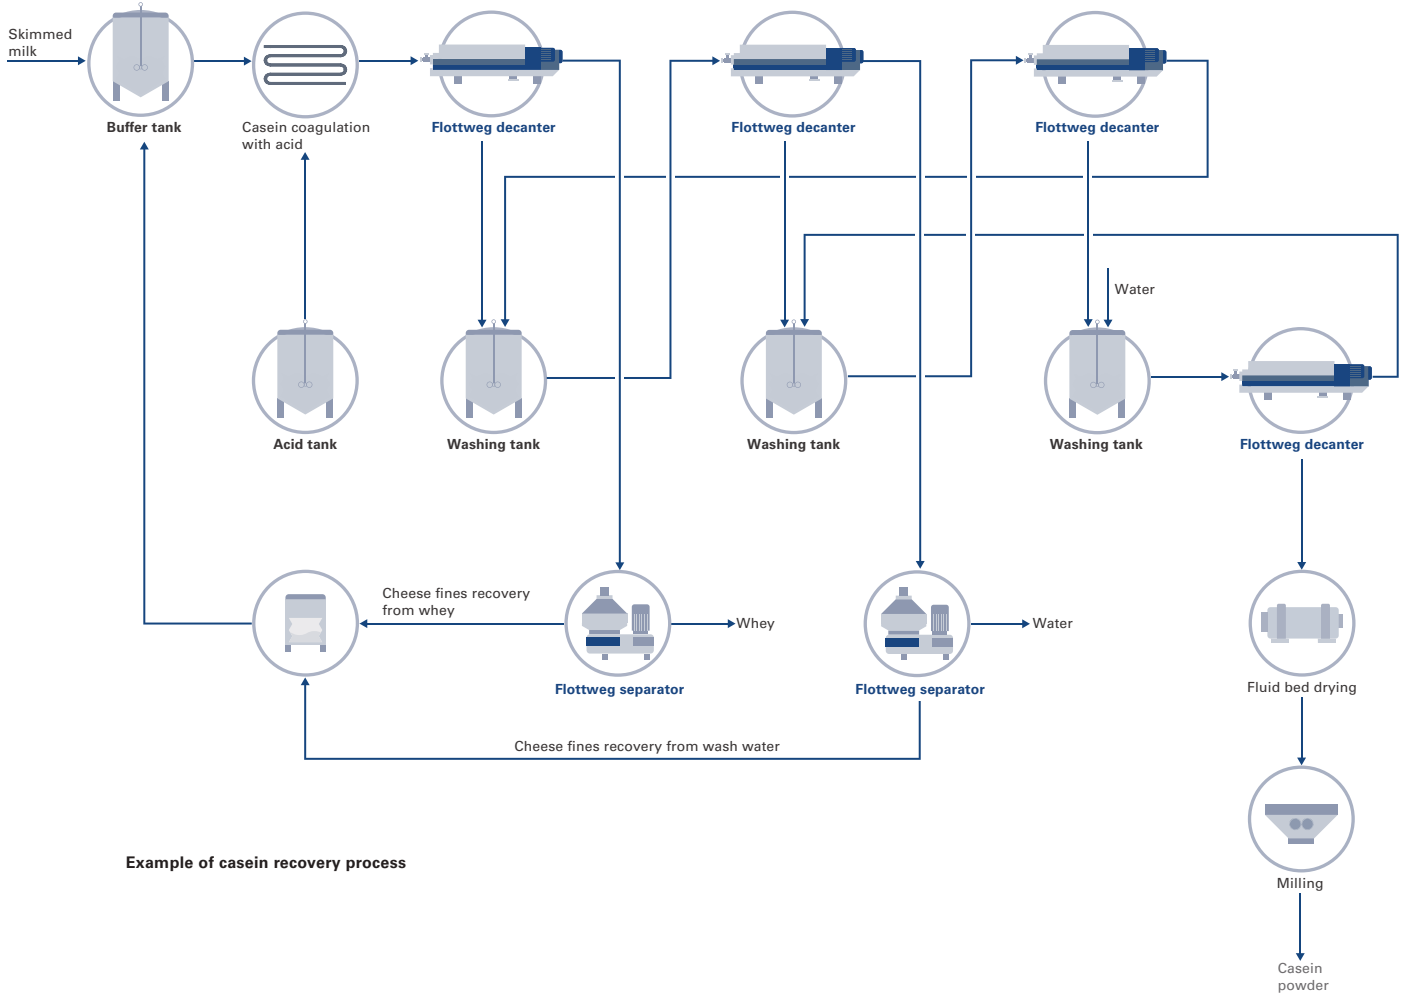 Skimmed
milk
Buffer tank
Casein coagulation
with acid
Flottweg decanter
Flottweg decanter
Flottweg decanter
Water
Acid tank
Washing tank
Washing tank
Washing tank
Flottweg decanter
Cheese fines recovery
from whey
Whey
Water
Flottweg separator
Flottweg separator
Fluid bed drying
Cheese fines recovery from wash water
Example of casein recovery process
Milling
Casein
powder